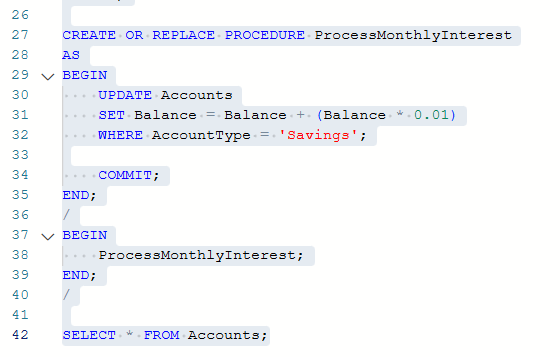 26
27 CREATE OR REPLACE PROCEDURE ProcessMonthlyInterest
28 AS
29 BEGIN
30     UPDATE Accounts
31     SET Balance = Balance + (Balance * 0.01)
32     WHERE AccountType = 'Savings';
33
34     COMMIT;
35 END;
36 /
37 BEGIN
38     ProcessMonthlyInterest;
39 END;
40 /
41
42 SELECT * FROM Accounts;